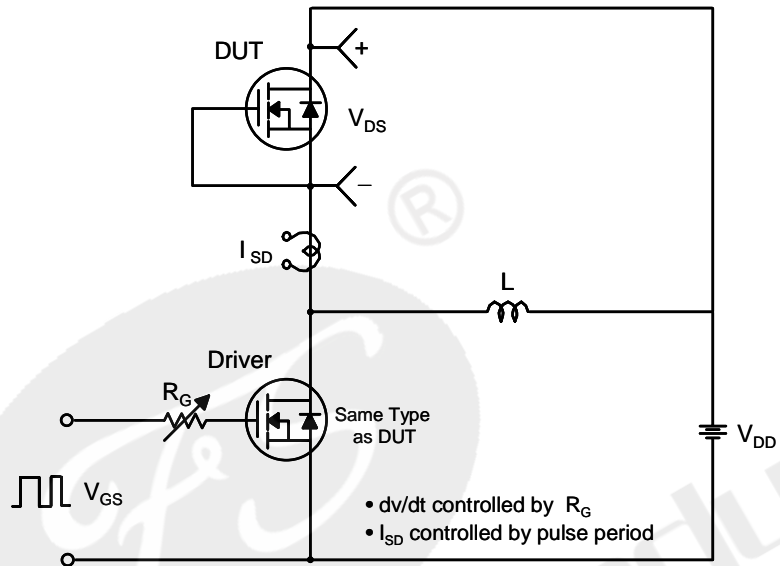 DUT
+
V_DS
−
®
I_SD
L
Driver
R_G
Same Type
as DUT
V_DD
V_GS
• dv/dt controlled by R_G
• I_SD controlled by pulse period